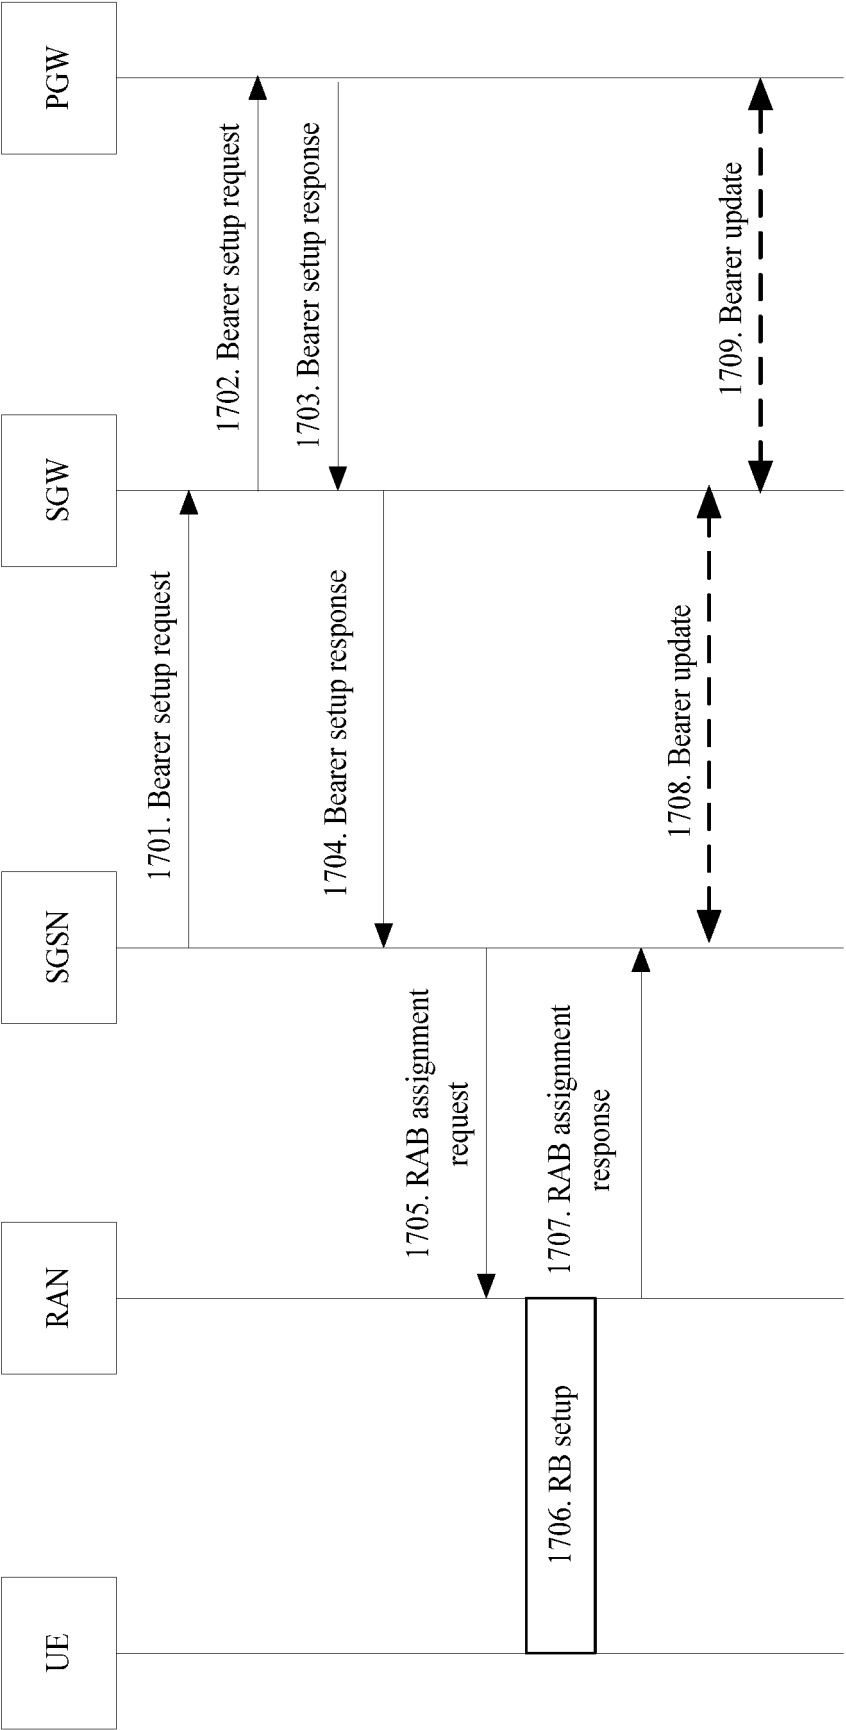 UE
RAN
SGSN
SGW
PGW
1701. Bearer setup request
1702. Bearer setup request
1703. Bearer setup response
1704. Bearer setup response
1705. RAB assignment
request
1706. RB setup
1707. RAB assignment
response
1708. Bearer update
1709. Bearer update